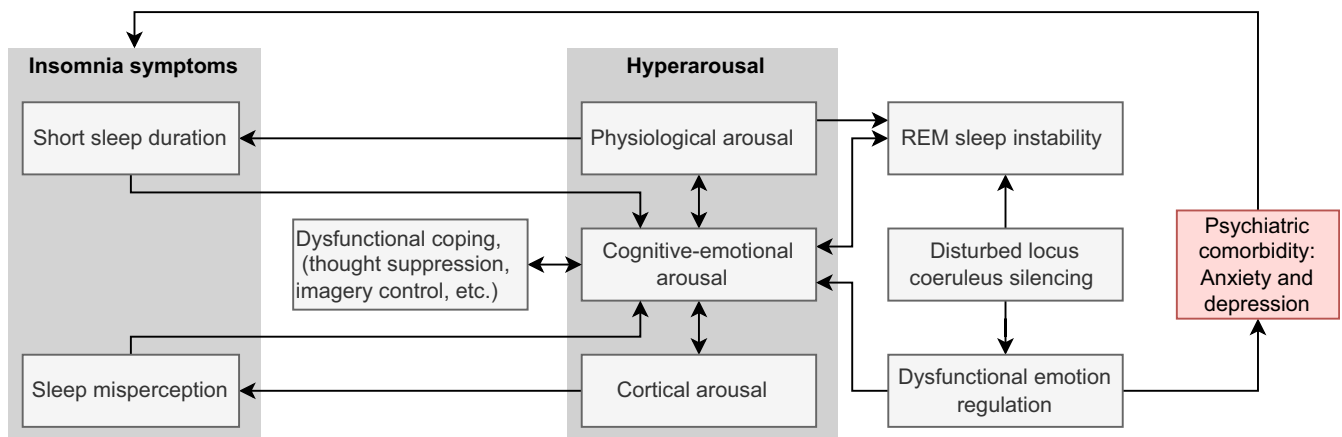 Insomnia symptoms
Hyperarousal
Short sleep duration
Physiological arousal
REM sleep instability
Dysfunctional coping,
(thought suppression,
imagery control, etc.)
Cognitive-emotional
arousal
Disturbed locus
coeruleus silencing
Psychiatric
comorbidity:
Anxiety and
depression
Sleep misperception
Cortical arousal
Dysfunctional emotion
regulation